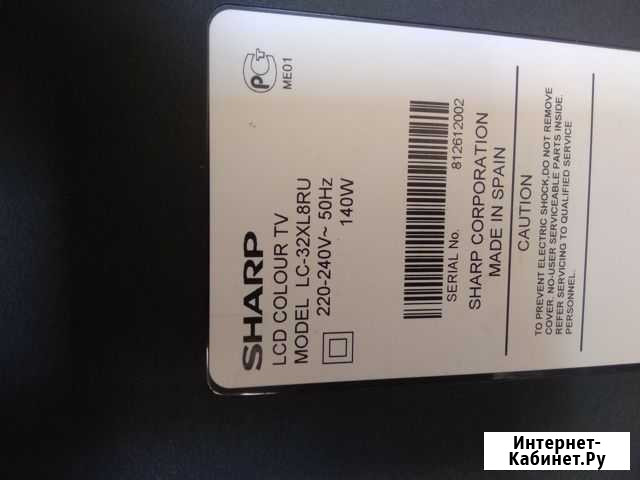 SHARP
LCD COLOUR TV
MODEL LC-32XL8RU
220-240V~ 50Hz
140W
РСТ
ME01
SERIAL No. 812612002
SHARP CORPORATION
MADE IN SPAIN
CAUTION
TO PREVENT ELECTRIC SHOCK,DO NOT REMOVE
COVER. NO-USER SERVICEABLE PARTS INSIDE.
REFER SERVICING TO QUALIFIED SERVICE
PERSONNEL.
Интернет-
Кабинет.Ру